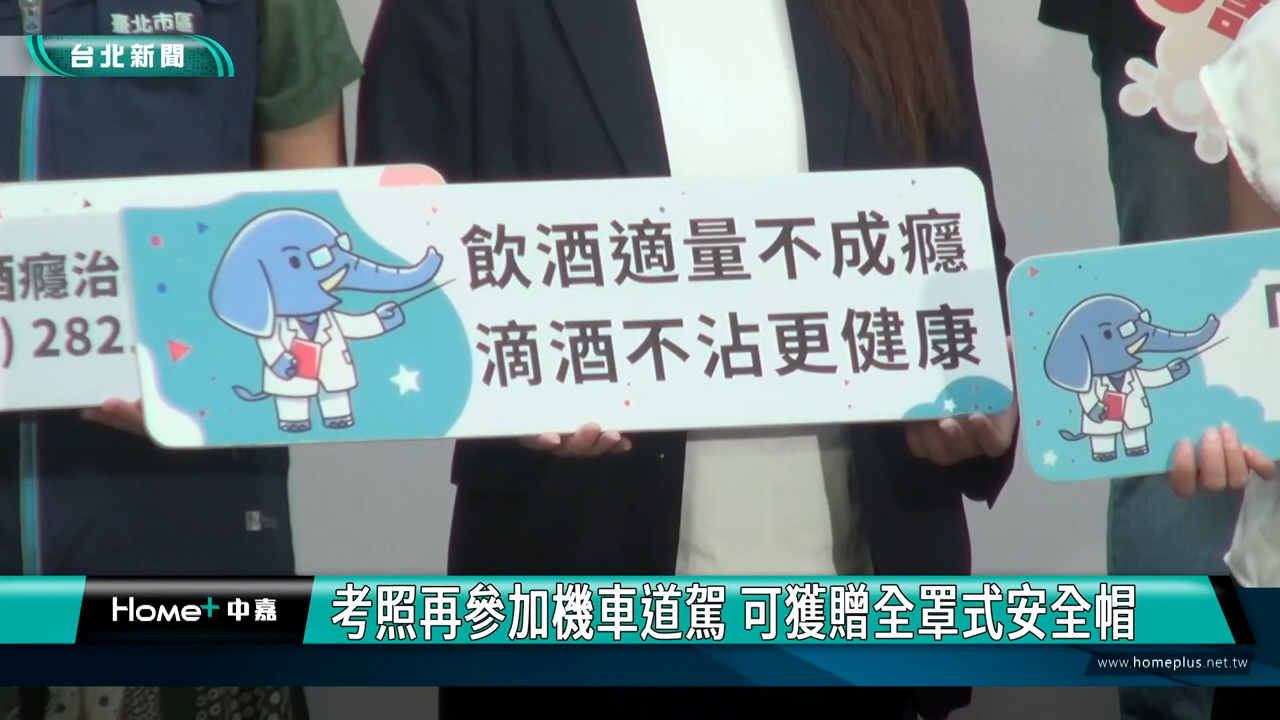 臺北市
台北新聞
酒癮治
) 282
飲酒適量不成癮
滴酒不沾更健康
Home+中嘉
考照再參加機車道駕 可獲贈全罩式安全帽
www.homeplus.net.tw